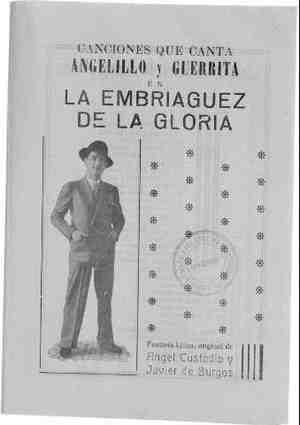 CANCIONES QUE CANTA
ANGELILLO y GUERRITA
EN
LA EMBRIAGUEZ
DE LA GLORIA
Fantasía lírica, original de
Angel Custodio y
Javier de Burgos